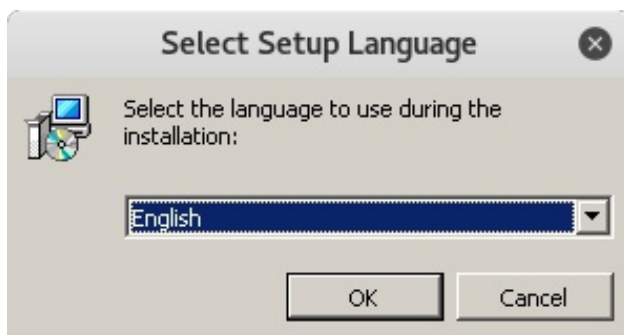 Select Setup Language
Select the language to use during the
installation:
English
OK
Cancel